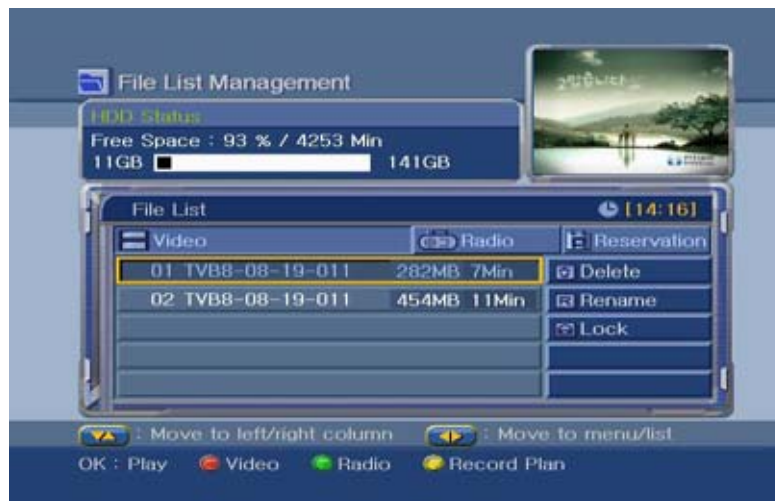 File List Management
HDD Status
Free Space : 93 % / 4253 Min
11GB 141GB
File List [14:16]
Video Radio Reservation
01 TVB8-08-19-011 282MB 7Min Delete
02 TVB8-08-19-011 454MB 11Min Rename
Lock
: Move to left/right column : Move to menu/list
OK : Play Video Radio Record Plan